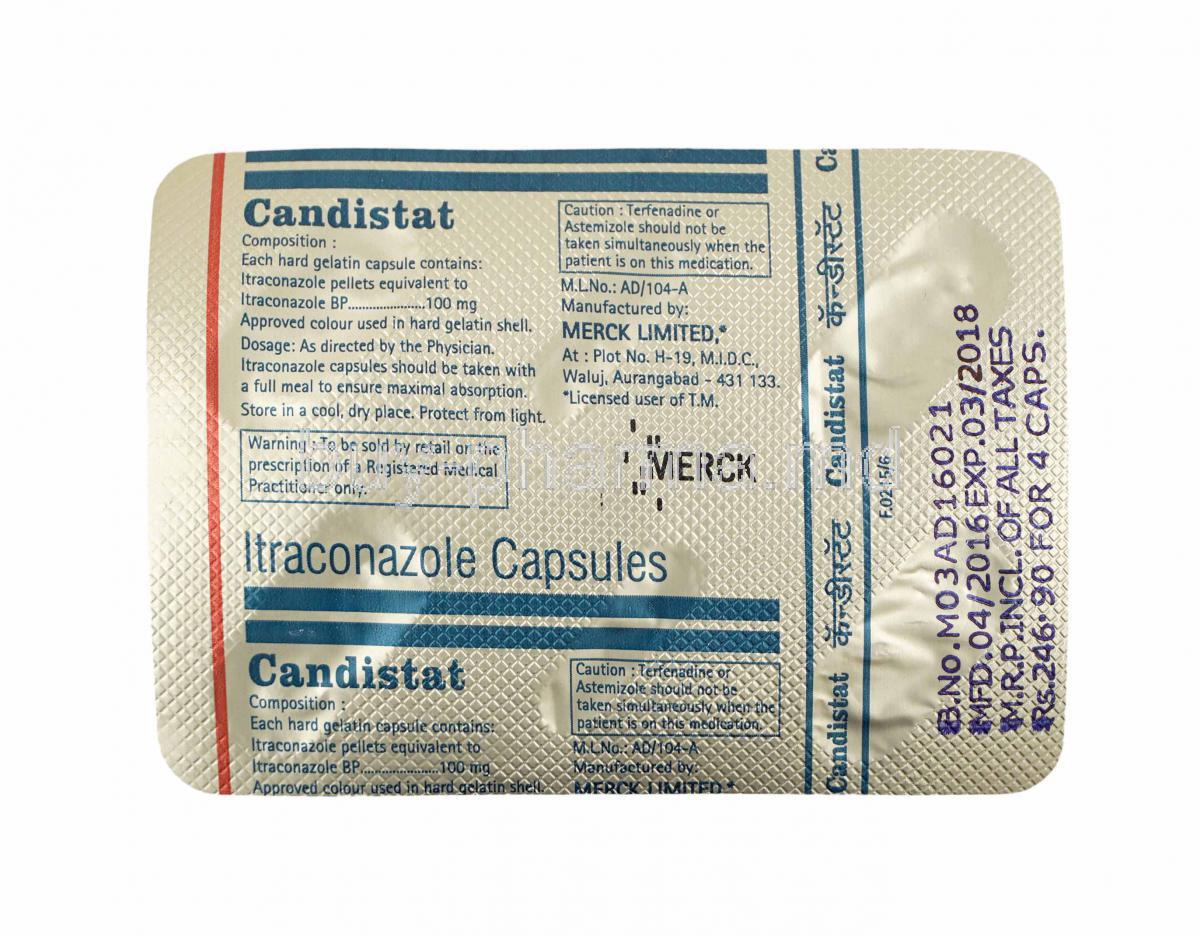 Candistat
Composition :
Each hard gelatin capsule contains:
Itraconazole pellets equivalent to
Itraconazole BP.....................100 mg
Approved colour used in hard gelatin shell.
Dosage: As directed by the Physician.
Itraconazole capsules should be taken with
a full meal to ensure maximal absorption.
Store in a cool, dry place. Protect from light.
Warning : To be sold by retail on the
prescription of a Registered Medical
Practitioner only.
Caution : Terfenadine or
Astemizole should not be
taken simultaneously when the
patient is on this medication.
M.L.No.: AD/104-A
Manufactured by:
MERCK LIMITED,*
At : Plot No. H-19, M.I.D.C.,
Waluj, Aurangabad - 431 133.
*Licensed user of T.M.
MERCK
Itraconazole Capsules
Candistat
Composition :
Each hard gelatin capsule contains:
Itraconazole pellets equivalent to
Itraconazole BP.....................100 mg
Approved colour used in hard gelatin shell.
Caution : Terfenadine or
Astemizole should not be
taken simultaneously when the
patient is on this medication.
M.L.No.: AD/104-A
Manufactured by:
MERCK LIMITED,*
Candistat कॅन्डीस्टॅट Candistat कॅन्डीस्टॅट Ca
F.0215/6
B.NO.M03AD16021
MFD.04/2016 EXP.03/2018
M.R.P.INCL.OF ALL TAXES
RS.246.90 FOR 4 CAPS.
buy-pharma.md